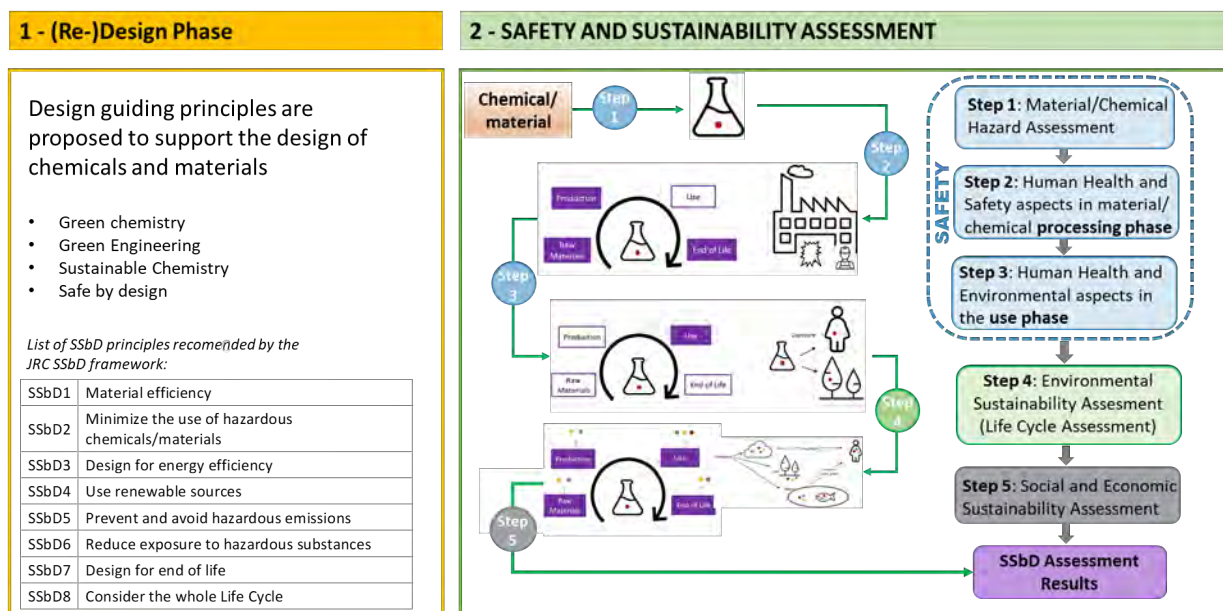 1 - (Re-)Design Phase
Design guiding principles are
proposed to support the design of
chemicals and materials
• Green chemistry
• Green Engineering
• Sustainable Chemistry
• Safe by design
List of SSbD principles recomended by the
JRC SSbD framework:
SSbD1 Material efficiency
SSbD2 Minimize the use of hazardous
chemicals/materials
SSbD3 Design for energy efficiency
SSbD4 Use renewable sources
SSbD5 Prevent and avoid hazardous emissions
SSbD6 Reduce exposure to hazardous substances
SSbD7 Design for end of life
SSbD8 Consider the whole Life Cycle
2 - SAFETY AND SUSTAINABILITY ASSESSMENT
Chemical/
material
Step
1
Step
2
Production
Use
Raw
Materials
End of Life
Step
3
Production
Use
Raw
Materials
End of Life
Step
4
Production
Use
Raw
Materials
End of Life
Step
5
SAFETY
Step 1: Material/Chemical
Hazard Assessment
Step 2: Human Health and
Safety aspects in material/
chemical processing phase
Step 3: Human Health and
Environmental aspects in
the use phase
Step 4: Environmental
Sustainability Assesment
(Life Cycle Assessment)
Step 5: Social and Economic
Sustainability Assessment
SSbD Assessment
Results